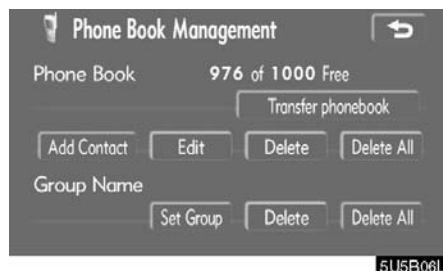 Phone Book Management
Phone Book 976 of 1000 Free
Transfer phonebook
Add Contact Edit Delete Delete All
Group Name
Set Group Delete Delete All
5U5B06I